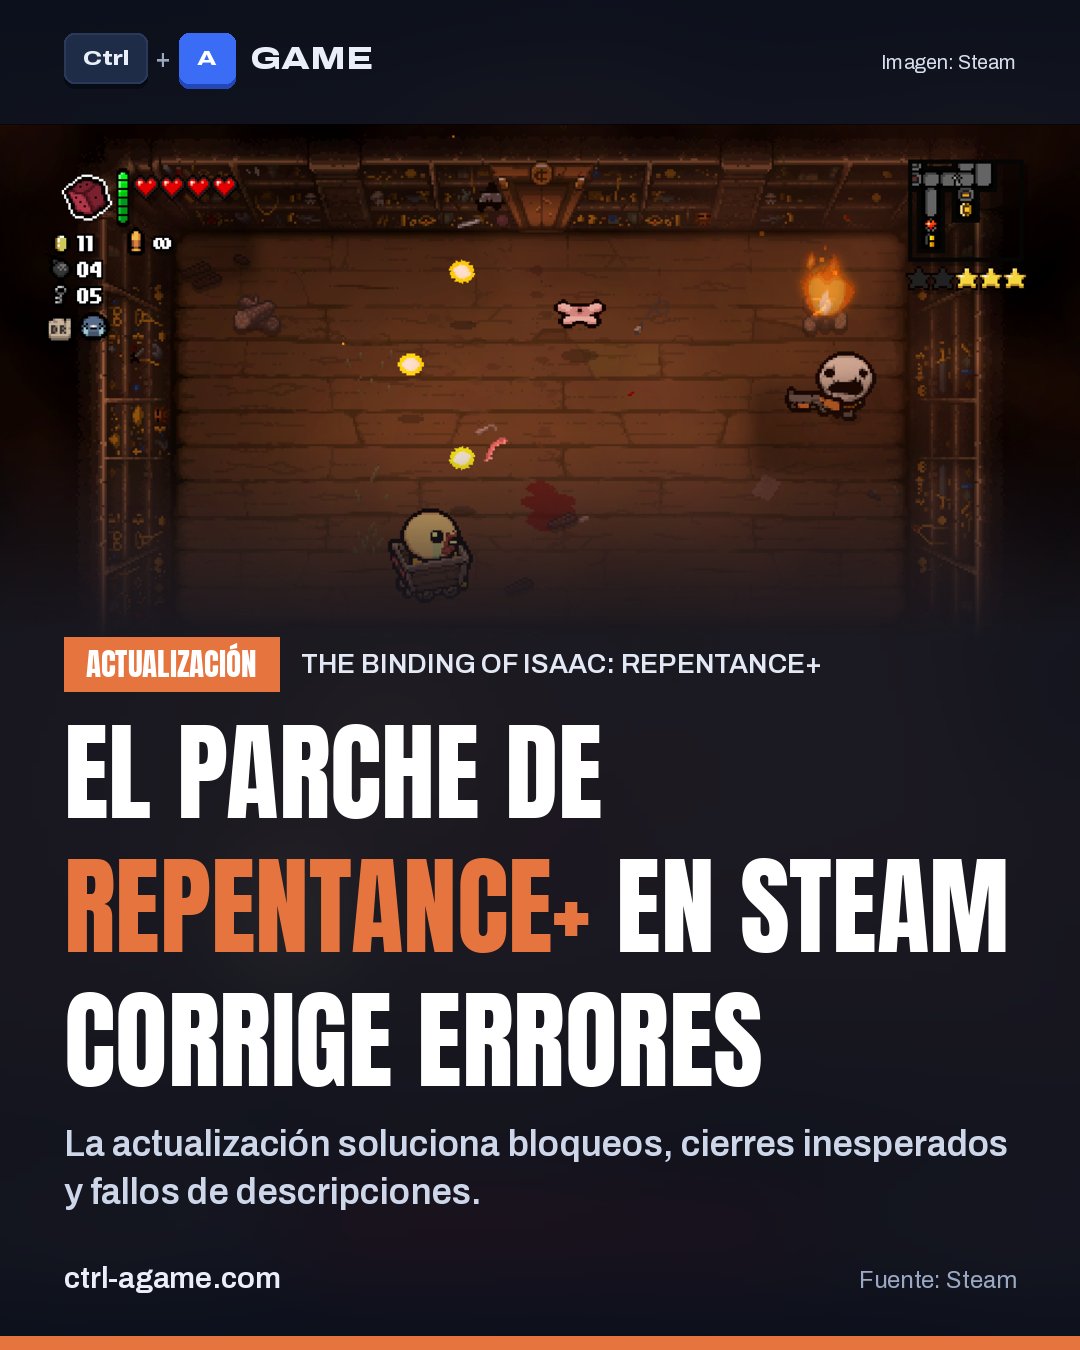 Ctrl + A GAME
Imagen: Steam
11
∞
04
05
DR
ACTUALIZACIÓN
THE BINDING OF ISAAC: REPENTANCE+
EL PARCHE DE
REPENTANCE+ EN STEAM
CORRIGE ERRORES
La actualización soluciona bloqueos, cierres inesperados
y fallos de descripciones.
ctrl-agame.com
Fuente: Steam